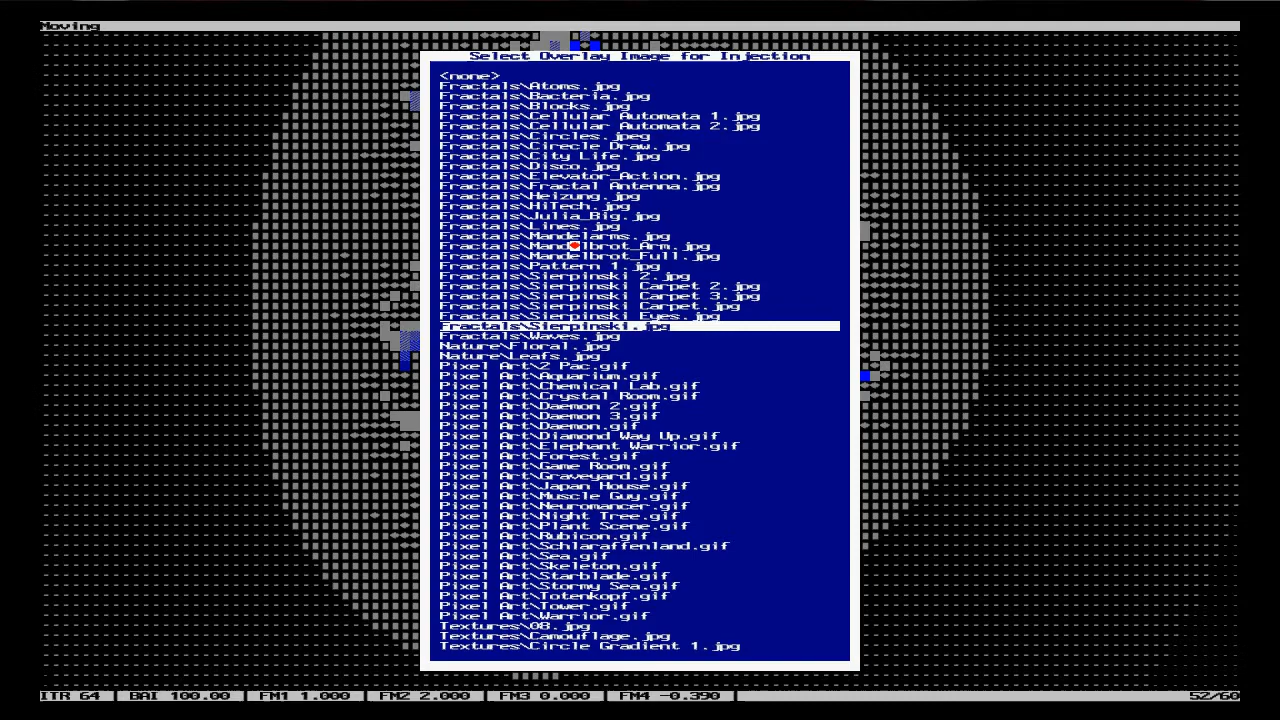 Moving
Select Overlay Image for Injection
<none>
Fractals\Atoms.jpg
Fractals\Bacteria.jpg
Fractals\Blocks.jpg
Fractals\Cellular Automata 1.jpg
Fractals\Cellular Automata 2.jpg
Fractals\Circles.jpeg
Fractals\Cirecle Draw.jpg
Fractals\City Life.jpg
Fractals\Disco.jpg
Fractals\Elevator_Action.jpg
Fractals\Fractal Antenna.jpg
Fractals\Heizung.jpg
Fractals\HiTech.jpg
Fractals\Julia_Big.jpg
Fractals\Lines.jpg
Fractals\Mandelarms.jpg
Fractals\Mandelbrot_Arm.jpg
Fractals\Mandelbrot_Full.jpg
Fractals\Pattern 1.jpg
Fractals\Sierpinski 2.jpg
Fractals\Sierpinski Carpet 2.jpg
Fractals\Sierpinski Carpet 3.jpg
Fractals\Sierpinski Carpet.jpg
Fractals\Sierpinski Eyes.jpg
Fractals\Sierpinski.jpg
Fractals\Waves.jpg
Nature\Floral.jpg
Nature\Leafs.jpg
Pixel Art\2 Pac.gif
Pixel Art\Aquarium.gif
Pixel Art\Chemical Lab.gif
Pixel Art\Crystal Room.gif
Pixel Art\Daemon 2.gif
Pixel Art\Daemon 3.gif
Pixel Art\Daemon.gif
Pixel Art\Diamond Way Up.gif
Pixel Art\Elephant Warrior.gif
Pixel Art\Forest.gif
Pixel Art\Game Room.gif
Pixel Art\Graveyard.gif
Pixel Art\Japan House.gif
Pixel Art\Muscle Guy.gif
Pixel Art\Neuromancer.gif
Pixel Art\Night Tree.gif
Pixel Art\Plant Scene.gif
Pixel Art\Rubicon.gif
Pixel Art\Schlaraffenland.gif
Pixel Art\Sea.gif
Pixel Art\Skeleton.gif
Pixel Art\Starblade.gif
Pixel Art\Stormy Sea.gif
Pixel Art\Totenkopf.gif
Pixel Art\Tower.gif
Pixel Art\Warrior.gif
Textures\08.jpg
Textures\Camouflage.jpg
Textures\Circle Gradient 1.jpg
ITR 64 BAI 100.00 FM1 1.000 FM2 2.000 FM3 0.000 FM4 -0.390 52/60